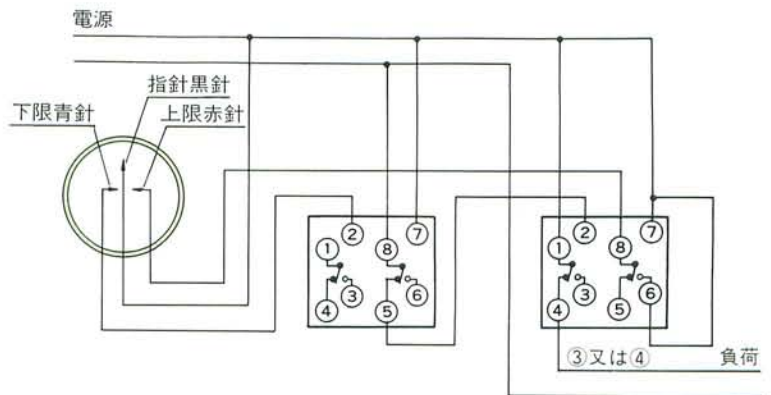 電源
指針黒針
下限青針
上限赤針
① ② ⑧ ⑦
④ ③ ⑤ ⑥
① ② ⑧ ⑦
④ ③ ⑤ ⑥
③又は④
負荷